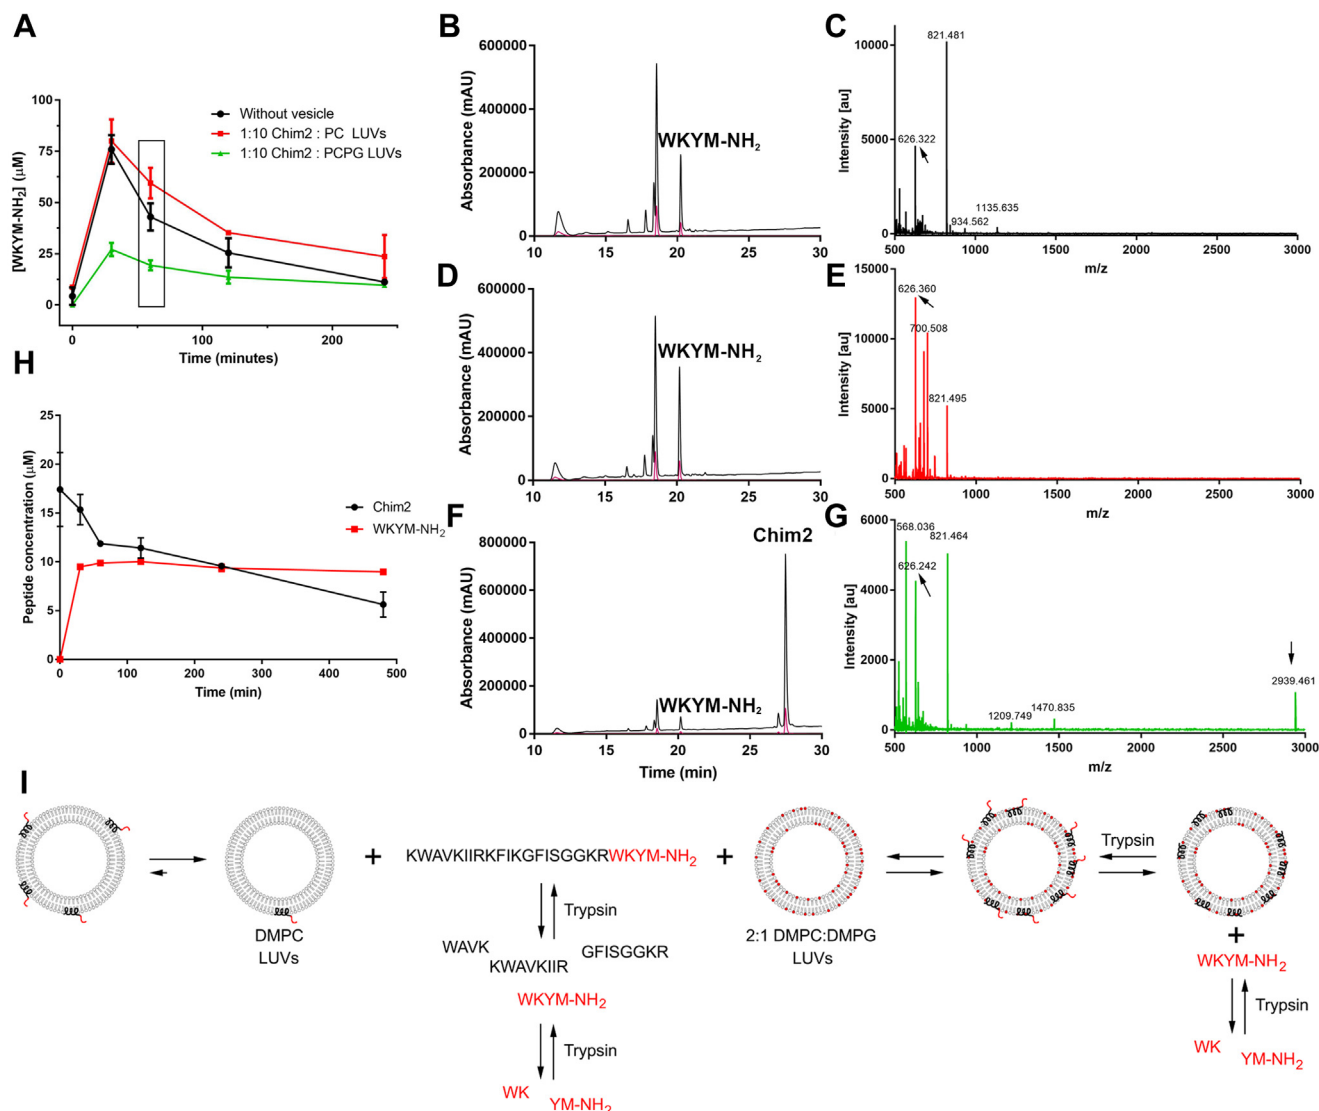 A
[WKYM-NH2] (µM)
100
75
50
25
0
0
100
200
Time (minutes)
Without vesicle
1:10 Chim2 : PC LUVs
1:10 Chim2 : PCPG LUVs
B
Absorbance (mAU)
600000
400000
200000
0
10
15
20
25
30
WKYM-NH2
C
Intensity [au]
10000
5000
0
500
1000
1500
2000
2500
3000
m/z
821.481
626.322
934.562
1135.635
D
Absorbance (mAU)
600000
400000
200000
0
10
15
20
25
30
WKYM-NH2
E
Intensity [au]
15000
10000
5000
0
500
1000
1500
2000
2500
3000
m/z
626.360
700.508
821.495
H
Peptide concentration (µM)
25
20
15
10
5
0
0
100
200
300
400
500
Time (min)
Chim2
WKYM-NH2
F
Absorbance (mAU)
800000
600000
400000
200000
0
10
15
20
25
30
Time (min)
Chim2
WKYM-NH2
G
Intensity [au]
6000
4000
2000
0
500
1000
1500
2000
2500
3000
m/z
568.036
821.464
626.242
1209.749
1470.835
2939.461
I
+
KWAVKIIRKFIKGFISGGKRWKYM-NH2
+
Trypsin
DMPC
LUVs
Trypsin
2:1 DMPC:DMPG
LUVs
WAVK
GFISGGKR
KWAVKIIR
WKYM-NH2
Trypsin
WK
YM-NH2
+
WKYM-NH2
Trypsin
WK
YM-NH2